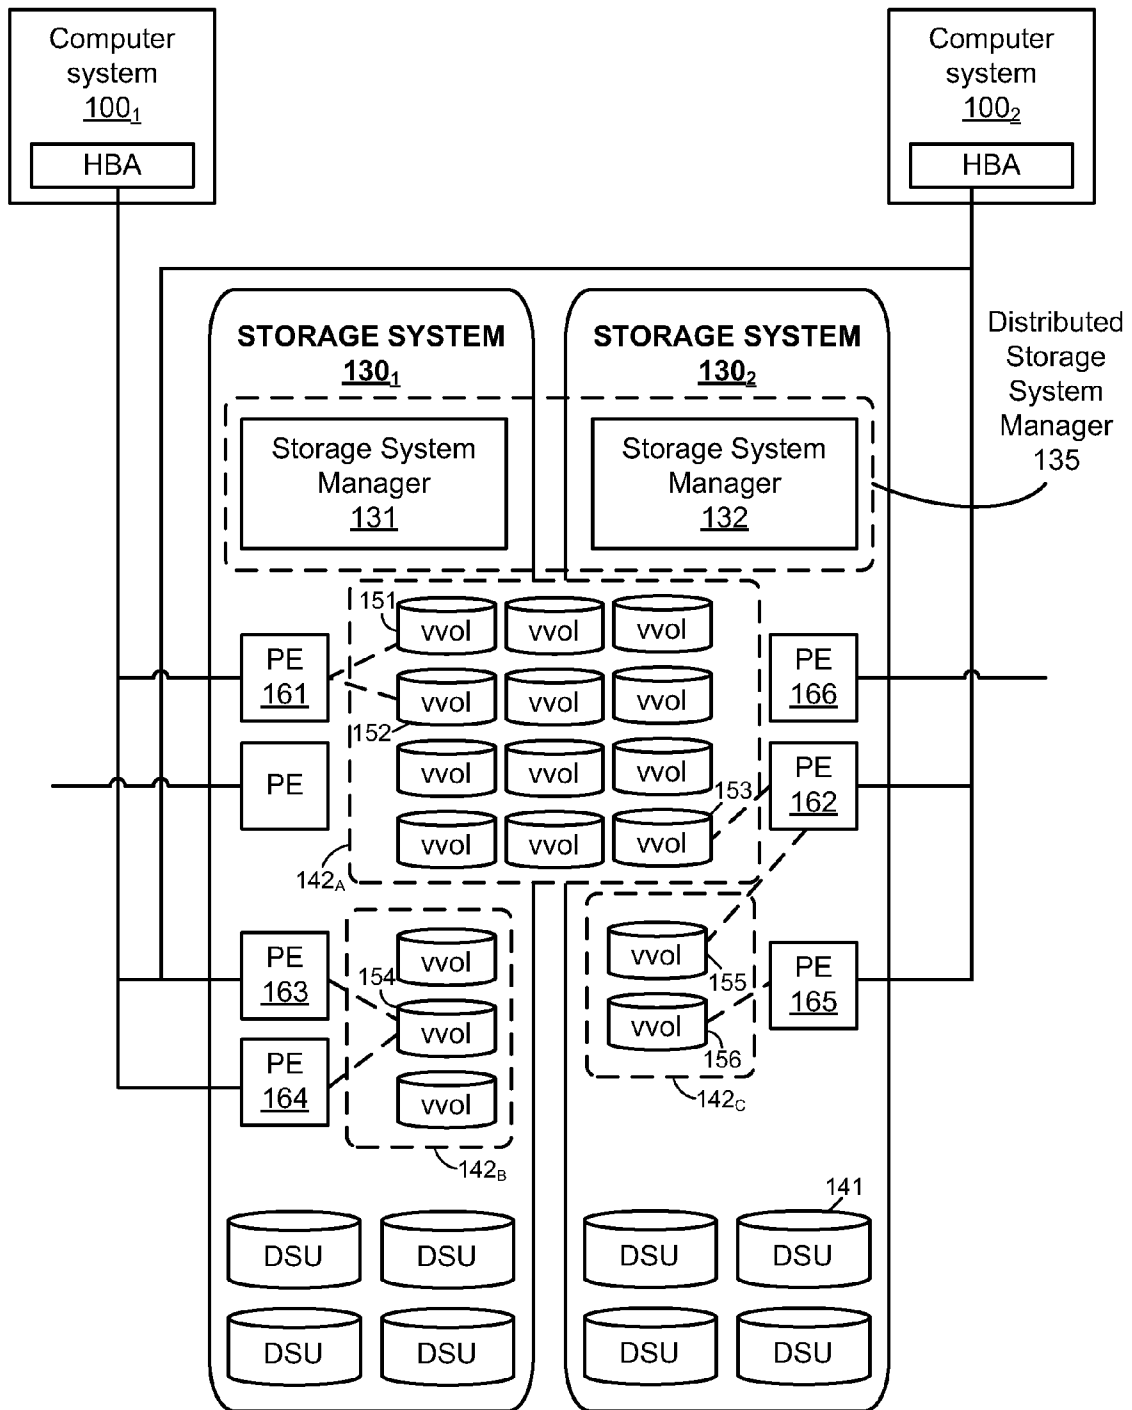 Computer
system
100₁
HBA
Computer
system
100₂
HBA
STORAGE SYSTEM
130₁
STORAGE SYSTEM
130₂
Distributed
Storage
System
Manager
135
Storage System
Manager
131
Storage System
Manager
132
151
vvol
vvol
vvol
PE
161
PE
166
152
vvol
vvol
vvol
PE
vvol
vvol
vvol
153
PE
162
vvol
vvol
vvol
142A
PE
163
154
vvol
vvol
vvol
142B
PE
164
vvol
155
vvol
156
142C
PE
165
141
DSU
DSU
DSU
DSU
DSU
DSU
DSU
DSU